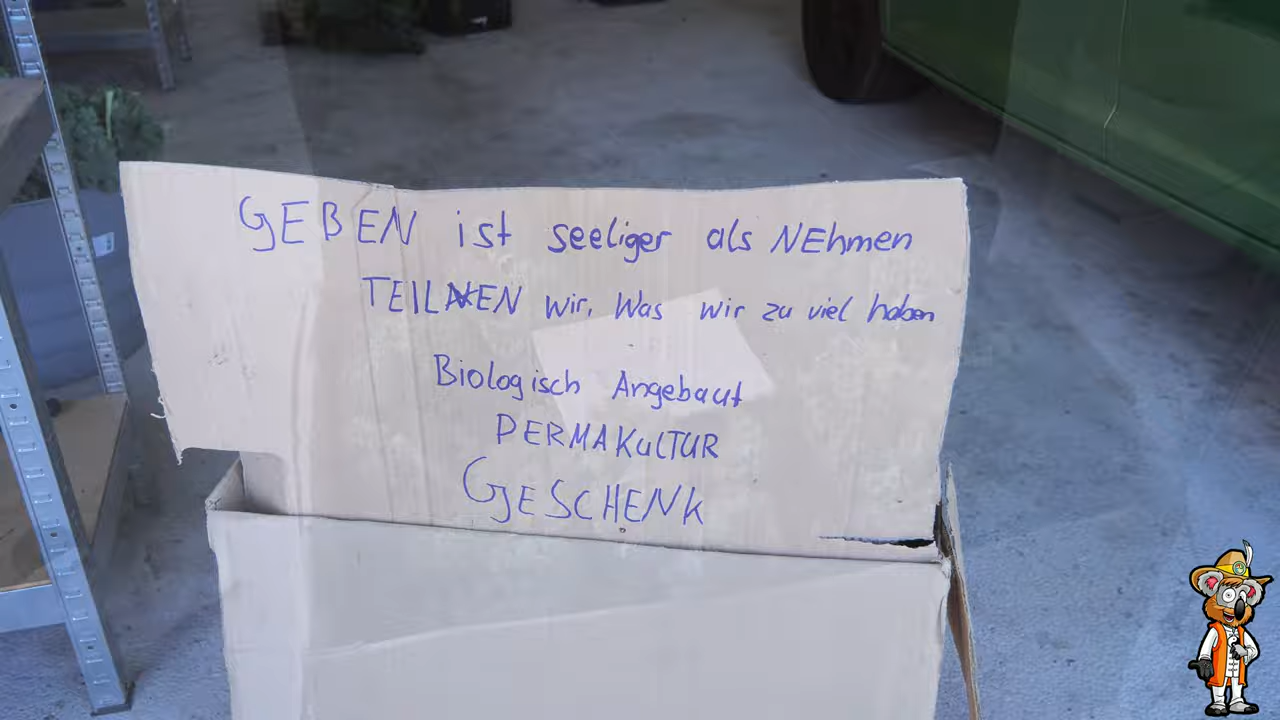 GEBEN ist seeliger als NEhmen
TEILEN wir, Was wir zu viel haben
Biologisch Angebaut
PERMAKulTUR
GESCHENK